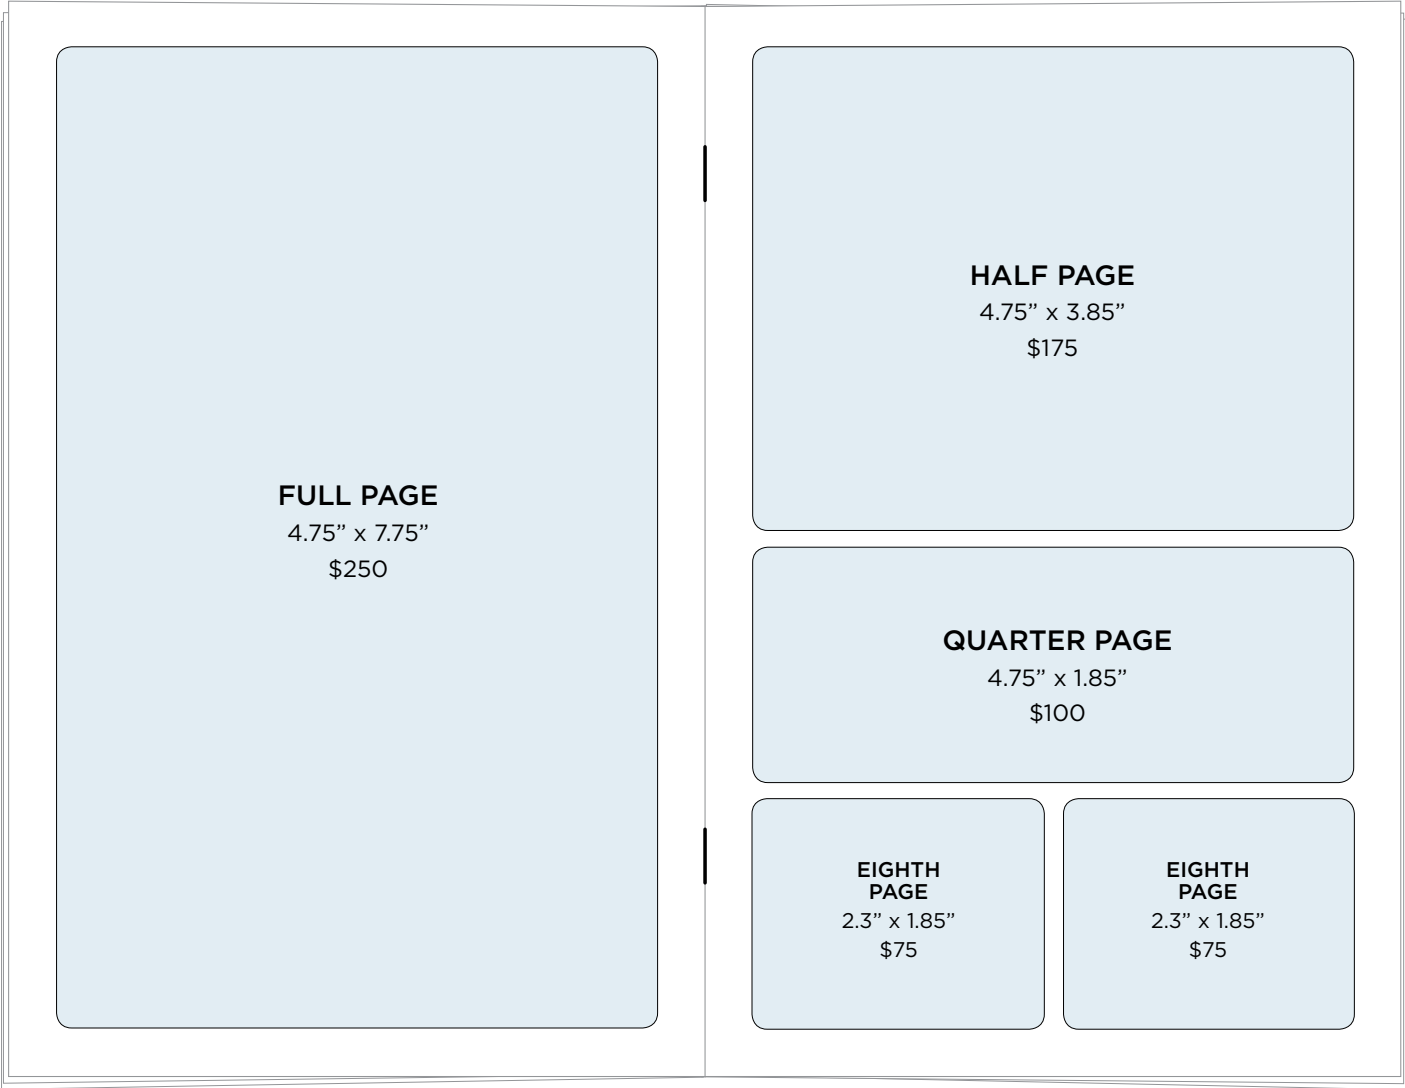 FULL PAGE
4.75” x 7.75”
$250
HALF PAGE
4.75” x 3.85”
$175
QUARTER PAGE
4.75” x 1.85”
$100
EIGHTH
PAGE
2.3” x 1.85”
$75
EIGHTH
PAGE
2.3” x 1.85”
$75